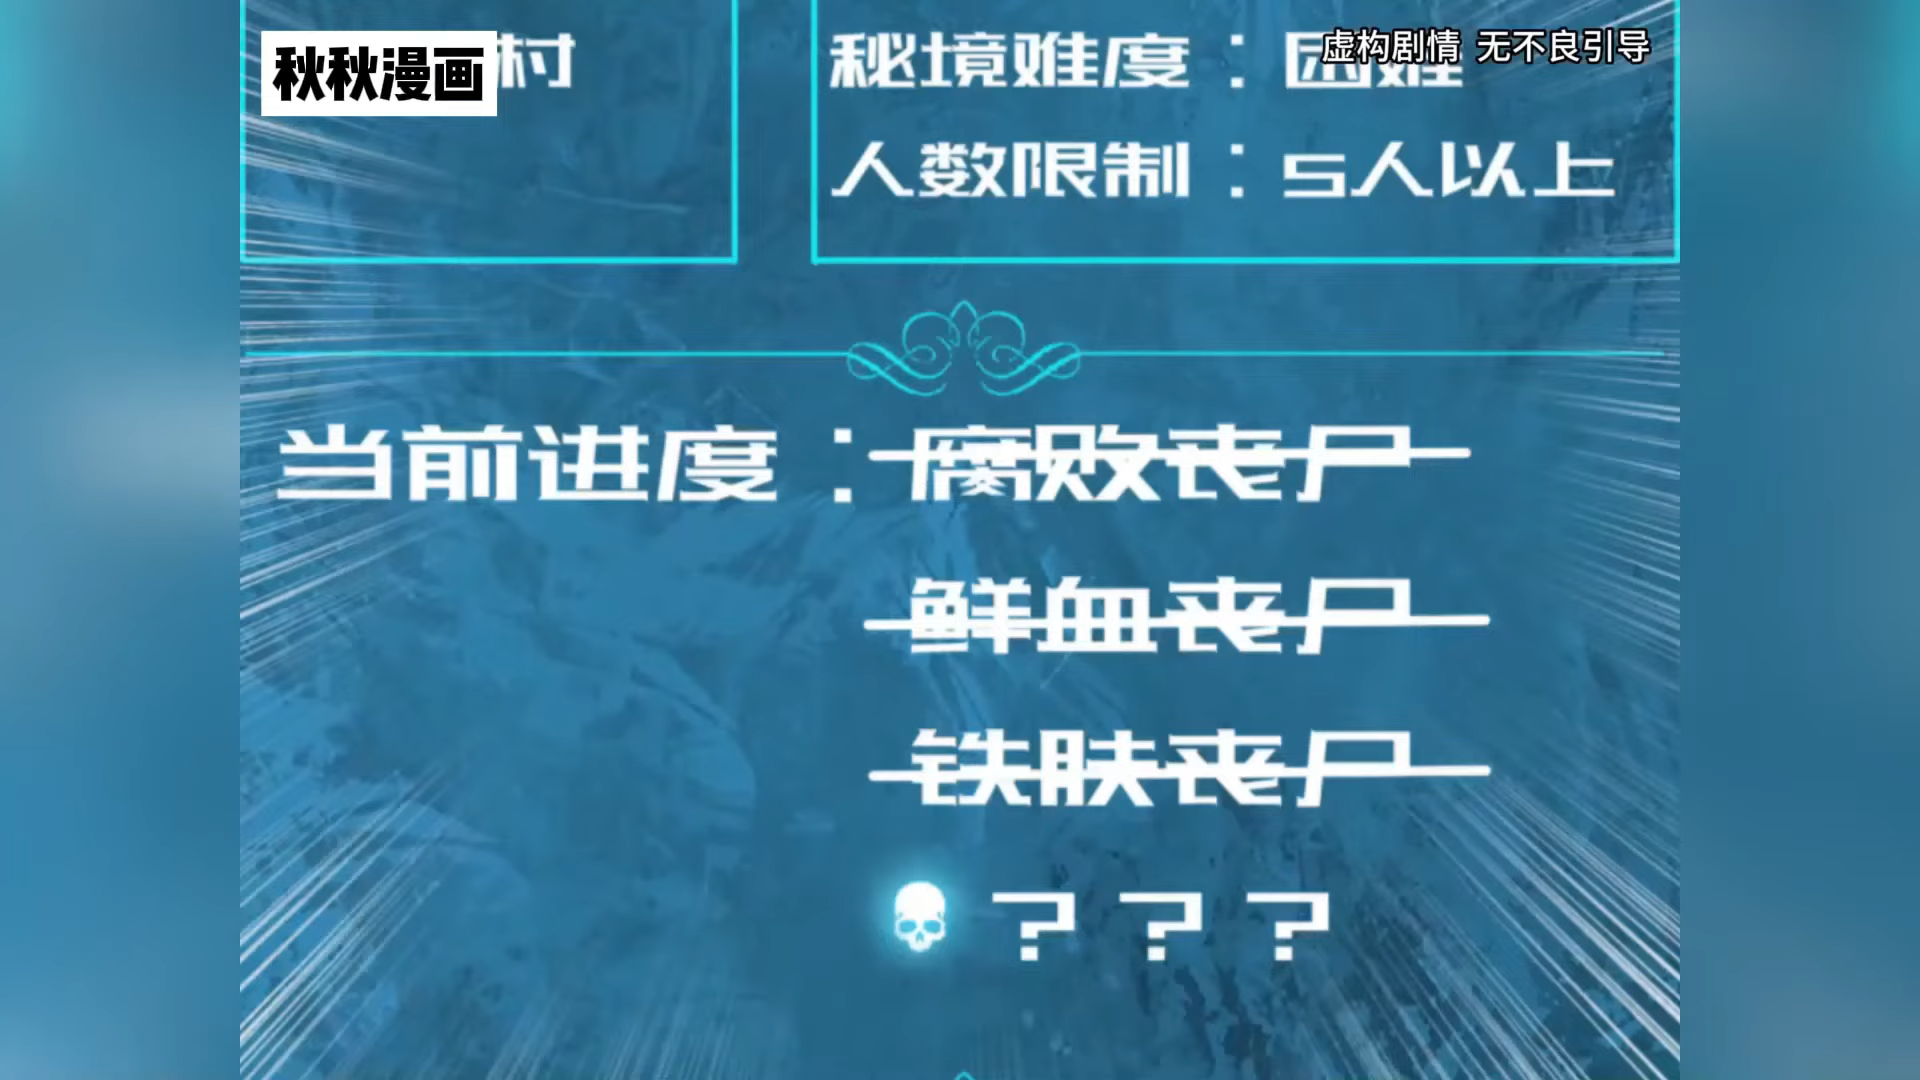 秋秋漫画
村
秘境难度：困难
虚构剧情 无不良引导
人数限制：5人以上
当前进度：腐败丧尸
鲜血丧尸
铁肤丧尸
？？？